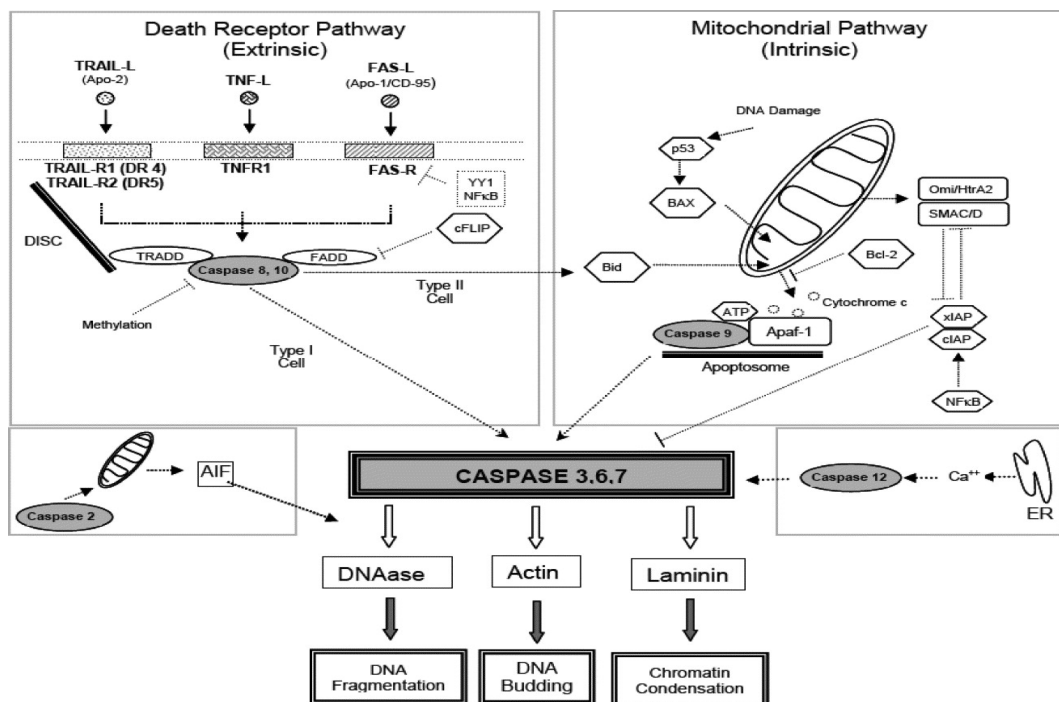 Death Receptor Pathway
(Extrinsic)
TRAIL-L
(Apo-2)
TNF-L
FAS-L
(Apo-1/CD-95)
TRAIL-R1 (DR 4)
TRAIL-R2 (DR5)
TNFR1
FAS-R
YY1
NFκB
cFLIP
DISC
TRADD
FADD
Caspase 8, 10
Methylation
Type II
Cell
Type I
Cell
Mitochondrial Pathway
(Intrinsic)
DNA Damage
p53
BAX
Bid
Omi/HtrA2
SMAC/D
Bcl-2
Cytochrome c
ATP
Caspase 9
Apaf-1
Apoptosome
xIAP
cIAP
NFκB
AIF
Caspase 2
CASPASE 3,6,7
Caspase 12
Ca++
ER
DNAase
Actin
Laminin
DNA
Fragmentation
DNA
Budding
Chromatin
Condensation